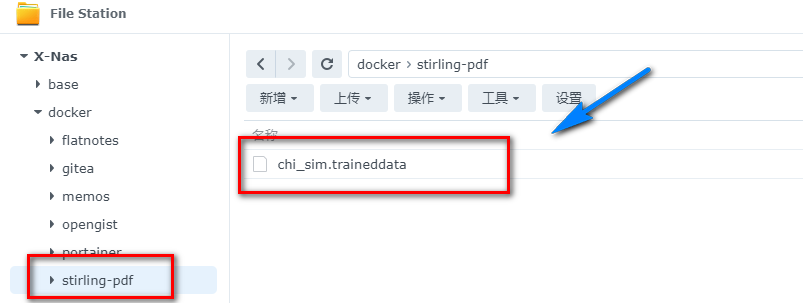 File Station
X-Nas
base
docker
flatnotes
gitea
memos
opengist
portainer
stirling-pdf
docker › stirling-pdf
新增 上传 操作 工具 设置
名称
chi_sim.traineddata